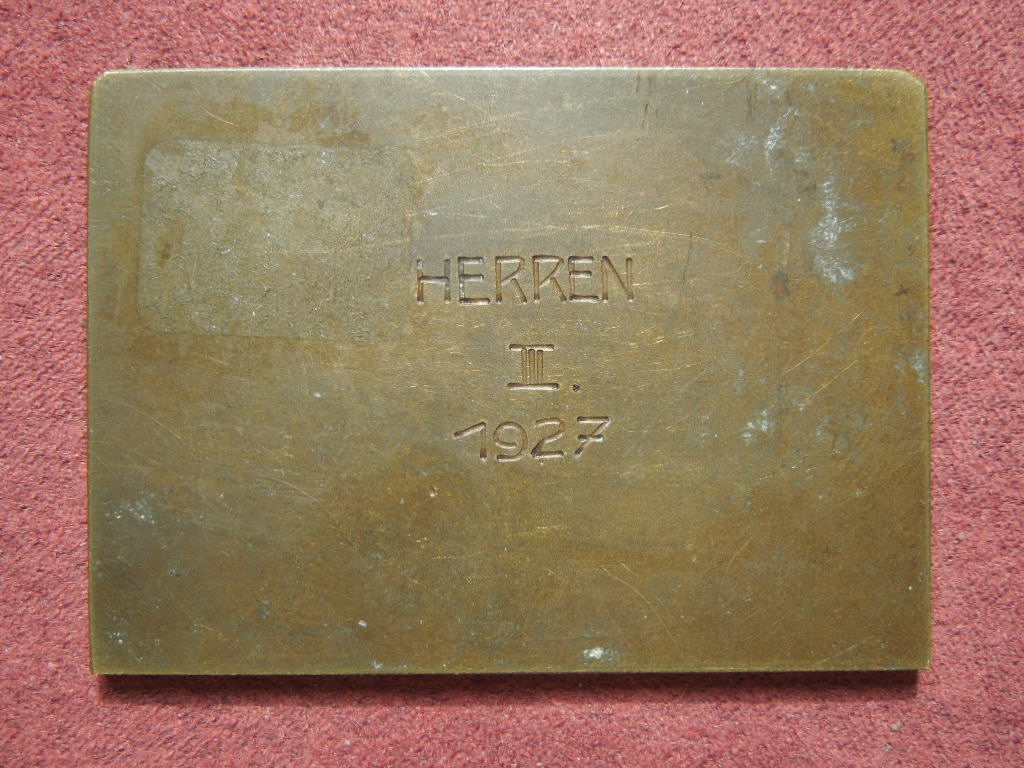 HERREN
III.
1927